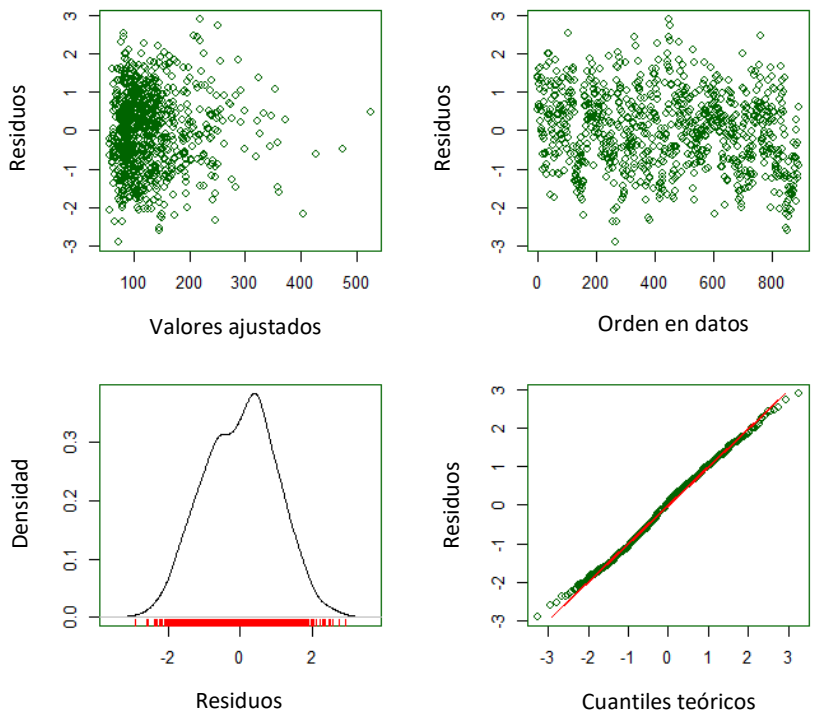 Residuos
3
2
1
0
-1
-2
-3
100 200 300 400 500
Valores ajustados
Residuos
3
2
1
0
-1
-2
-3
0 200 400 600 800
Orden en datos
Densidad
0.3
0.2
0.1
0.0
-2 0 2
Residuos
Residuos
3
2
1
0
-1
-2
-3
-3 -2 -1 0 1 2 3
Cuantiles teóricos